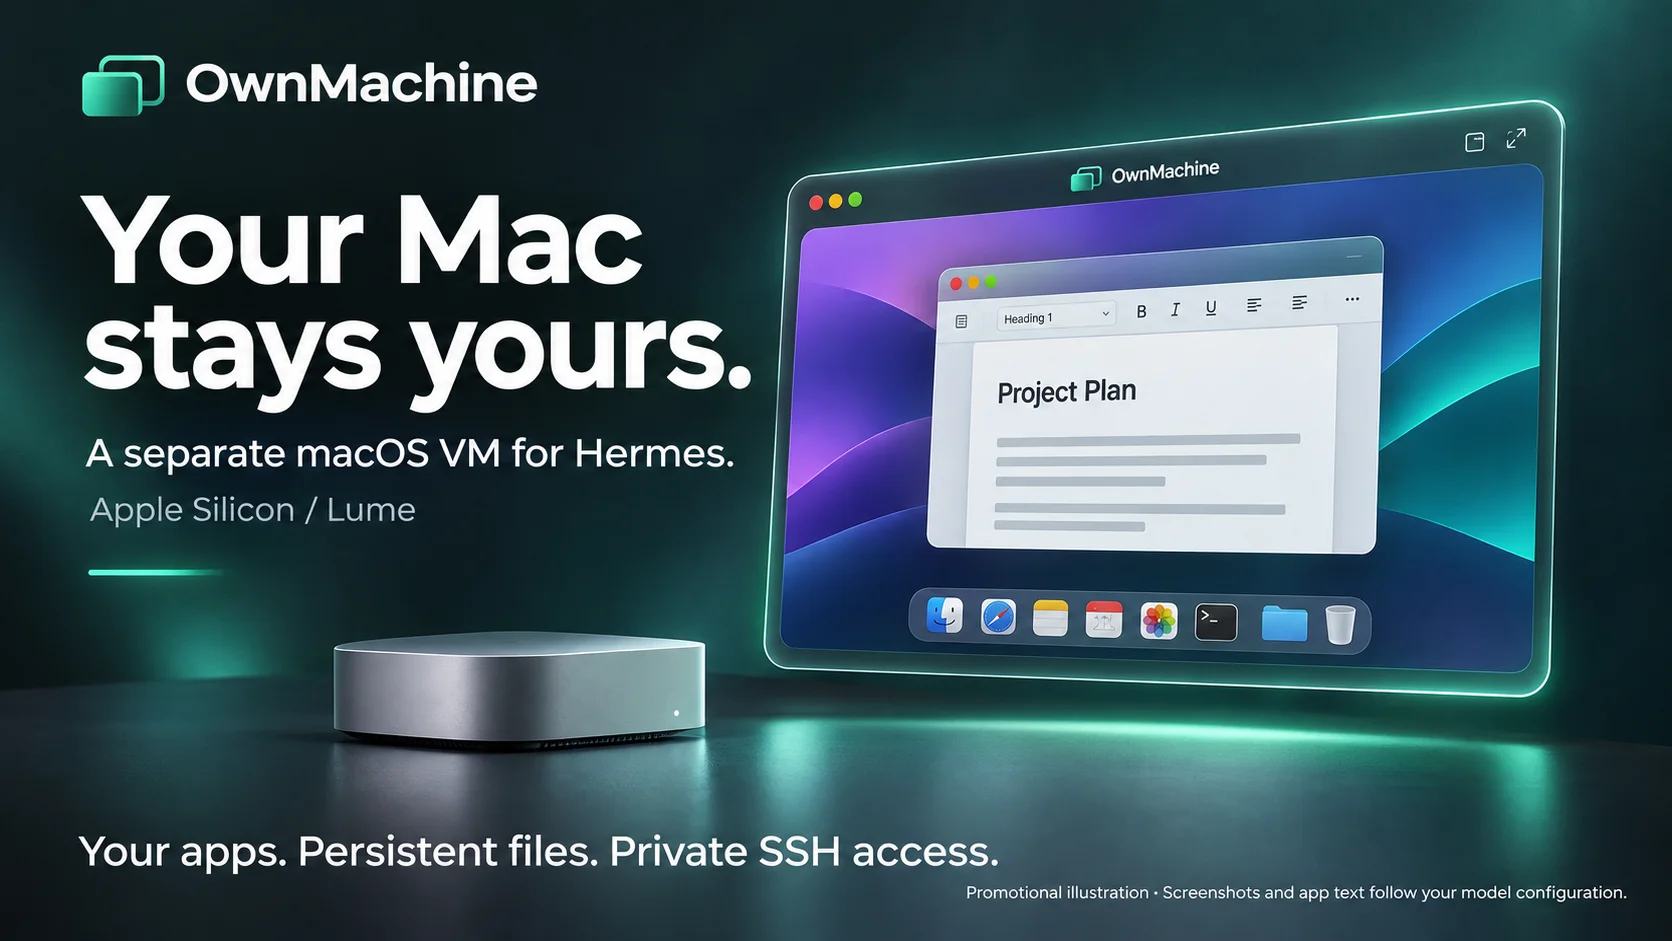 OwnMachine
Your Mac
stays yours.
A separate macOS VM for Hermes.
Apple Silicon / Lume
OwnMachine
Heading 1
B I U
Project Plan
>_
Your apps. Persistent files. Private SSH access.
Promotional illustration • Screenshots and app text follow your model configuration.